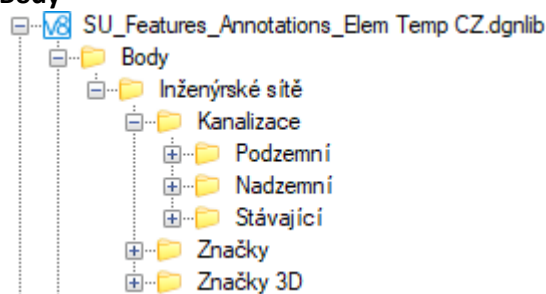 Body
SU_Features_Annotations_Elem Temp CZ.dgnlib
Body
Inženýrské sítě
Kanalizace
Podzemní
Nadzemní
Stávající
Značky
Značky 3D